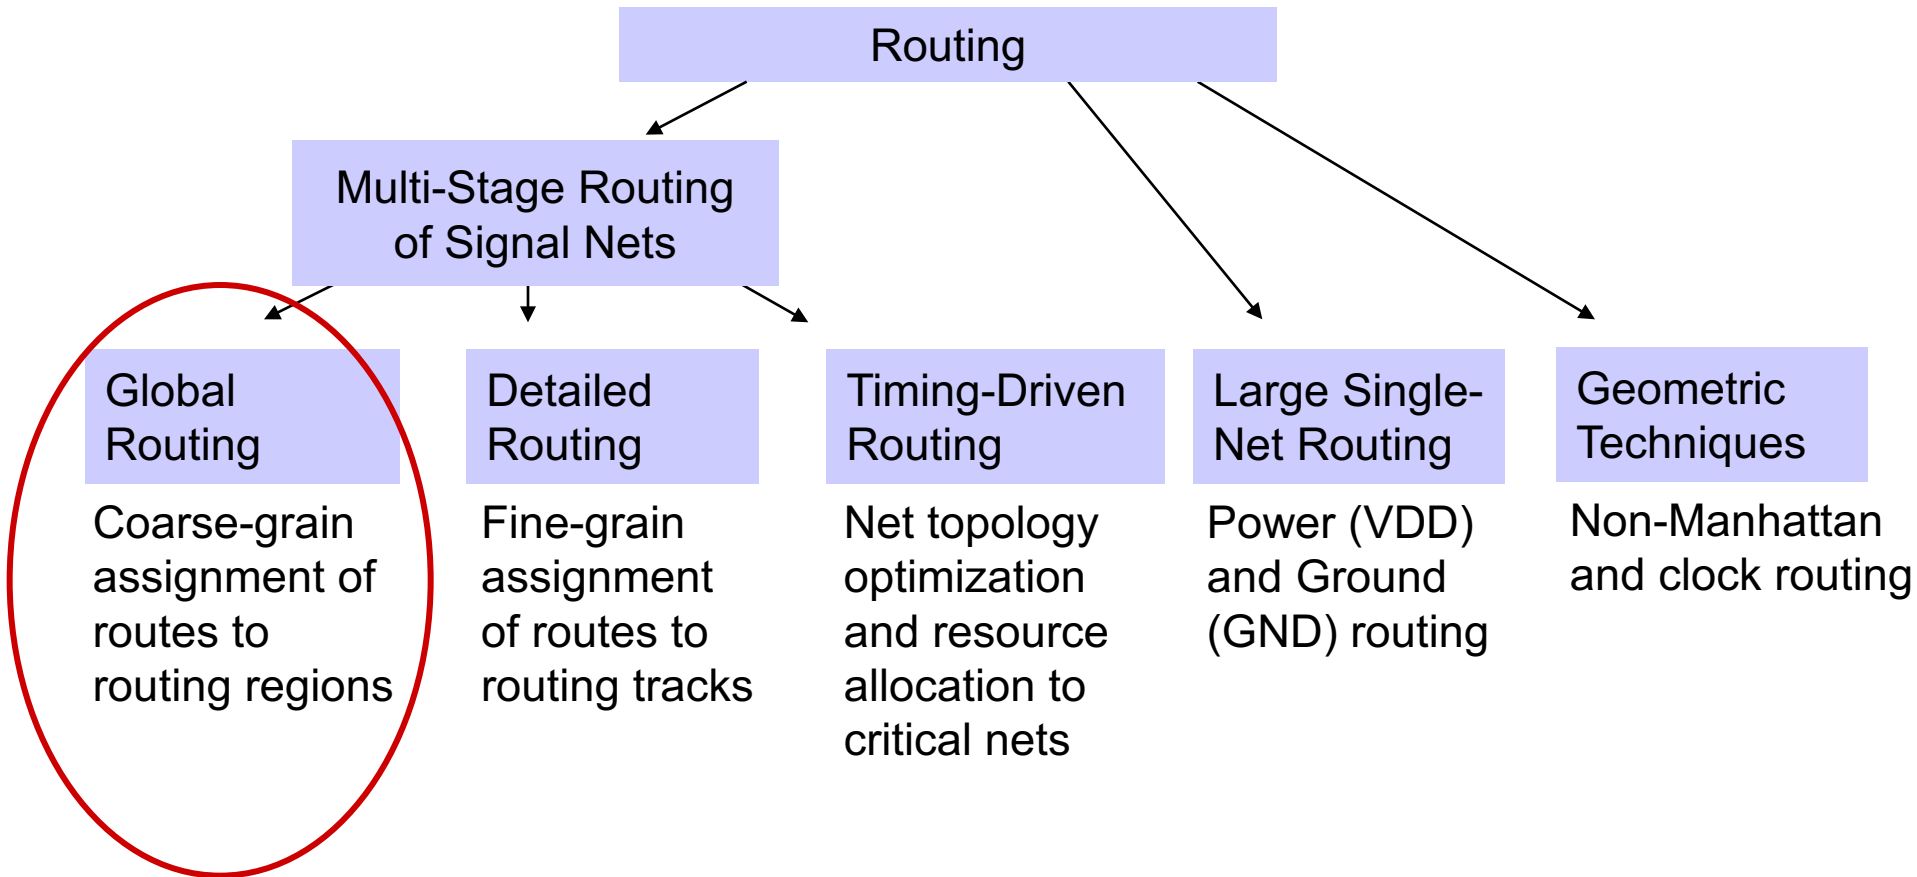 Routing
Multi-Stage Routing
of Signal Nets
Global
Routing
Coarse-grain
assignment of
routes to
routing regions
Detailed
Routing
Fine-grain
assignment
of routes to
routing tracks
Timing-Driven
Routing
Net topology
optimization
and resource
allocation to
critical nets
Large Single-
Net Routing
Power (VDD)
and Ground
(GND) routing
Geometric
Techniques
Non-Manhattan
and clock routing